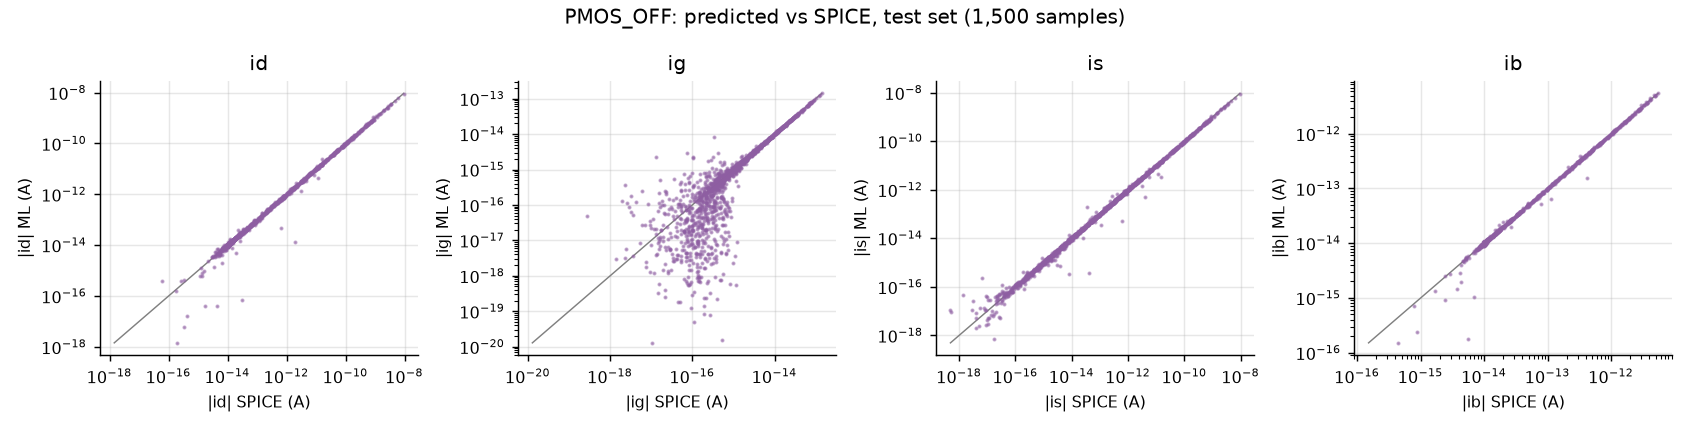 PMOS_OFF: predicted vs SPICE, test set (1,500 samples)
id
10⁻⁸
10⁻¹⁰
10⁻¹²
10⁻¹⁴
10⁻¹⁶
10⁻¹⁸
|id| ML (A)
10⁻¹⁸ 10⁻¹⁶ 10⁻¹⁴ 10⁻¹² 10⁻¹⁰ 10⁻⁸
|id| SPICE (A)
ig
10⁻¹³
10⁻¹⁴
10⁻¹⁵
10⁻¹⁶
10⁻¹⁷
10⁻¹⁸
10⁻¹⁹
10⁻²⁰
|ig| ML (A)
10⁻²⁰ 10⁻¹⁸ 10⁻¹⁶ 10⁻¹⁴
|ig| SPICE (A)
is
10⁻⁸
10⁻¹⁰
10⁻¹²
10⁻¹⁴
10⁻¹⁶
10⁻¹⁸
|is| ML (A)
10⁻¹⁸ 10⁻¹⁶ 10⁻¹⁴ 10⁻¹² 10⁻¹⁰ 10⁻⁸
|is| SPICE (A)
ib
10⁻¹²
10⁻¹³
10⁻¹⁴
10⁻¹⁵
10⁻¹⁶
|ib| ML (A)
10⁻¹⁶ 10⁻¹⁵ 10⁻¹⁴ 10⁻¹³ 10⁻¹²
|ib| SPICE (A)